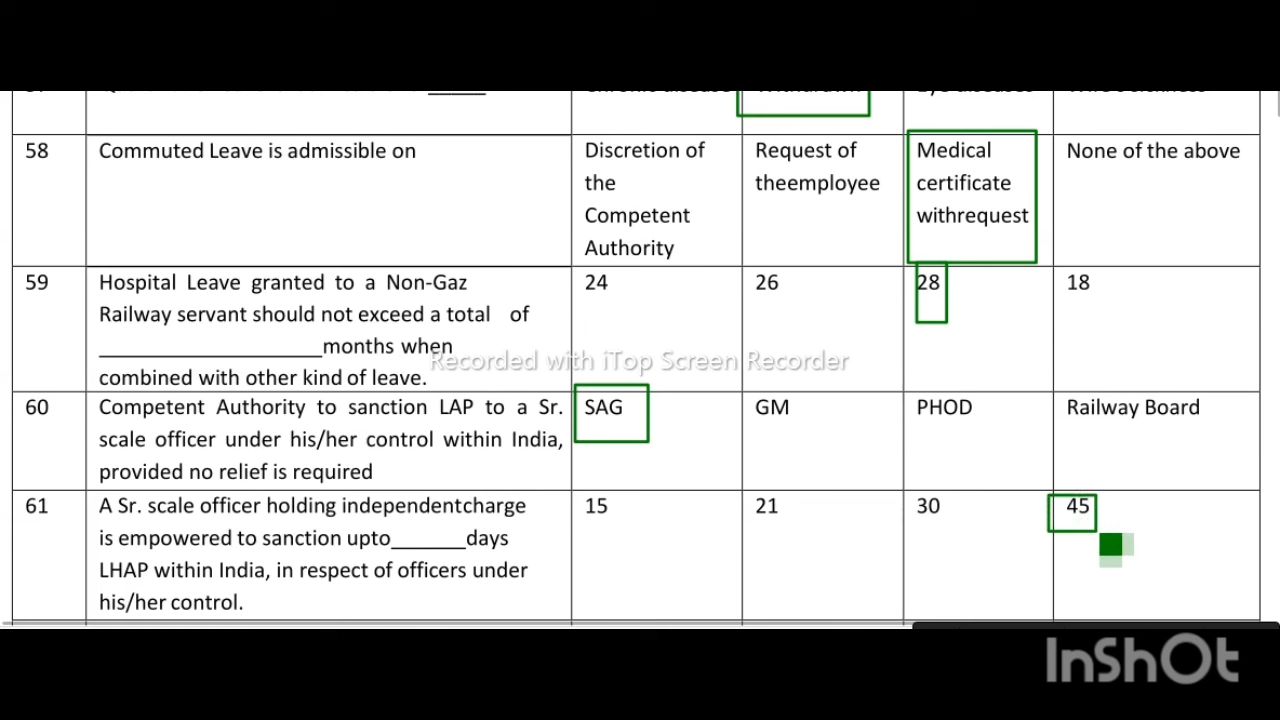 58 Commuted Leave is admissible on Discretion of Request of Medical None of the above
the theemployee certificate
Competent withrequest
Authority
59 Hospital Leave granted to a Non-Gaz 24 26 28 18
Railway servant should not exceed a total of
____________________months when
combined with other kind of leave.
Recorded with iTop Screen Recorder
60 Competent Authority to sanction LAP to a Sr. SAG GM PHOD Railway Board
scale officer under his/her control within India,
provided no relief is required
61 A Sr. scale officer holding independentcharge 15 21 30 45
is empowered to sanction upto_______days
LHAP within India, in respect of officers under
his/her control.
InShOt